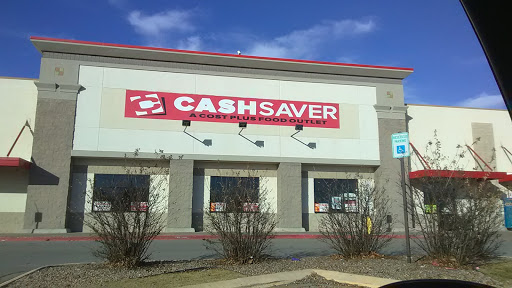 CASHSAVER
A COST PLUS FOOD OUTLET